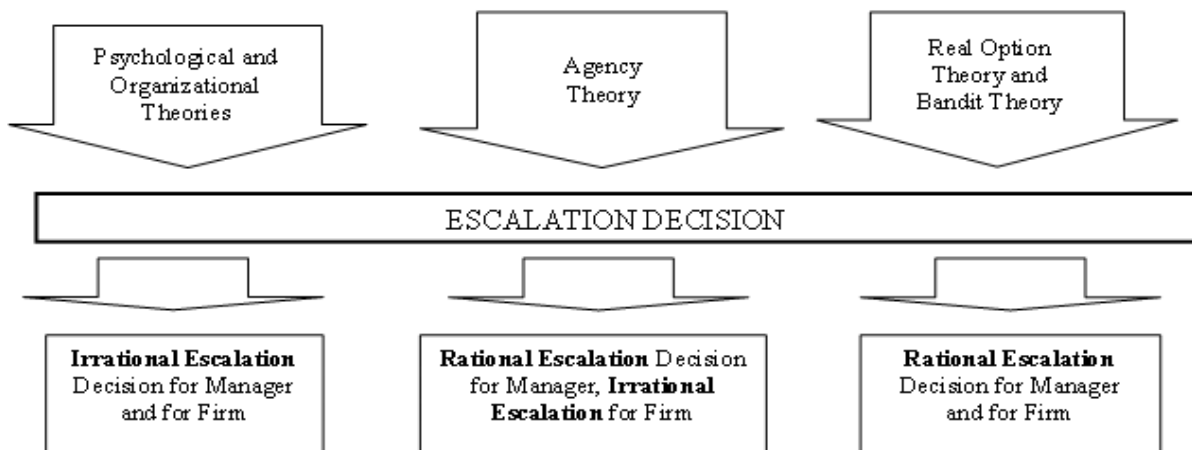 Psychological and
Organizational
Theories
Agency
Theory
Real Option
Theory and
Bandit Theory
ESCALATION DECISION
Irrational Escalation
Decision for Manager
and for Firm
Rational Escalation Decision
for Manager, Irrational
Escalation for Firm
Rational Escalation
Decision for Manager
and for Firm